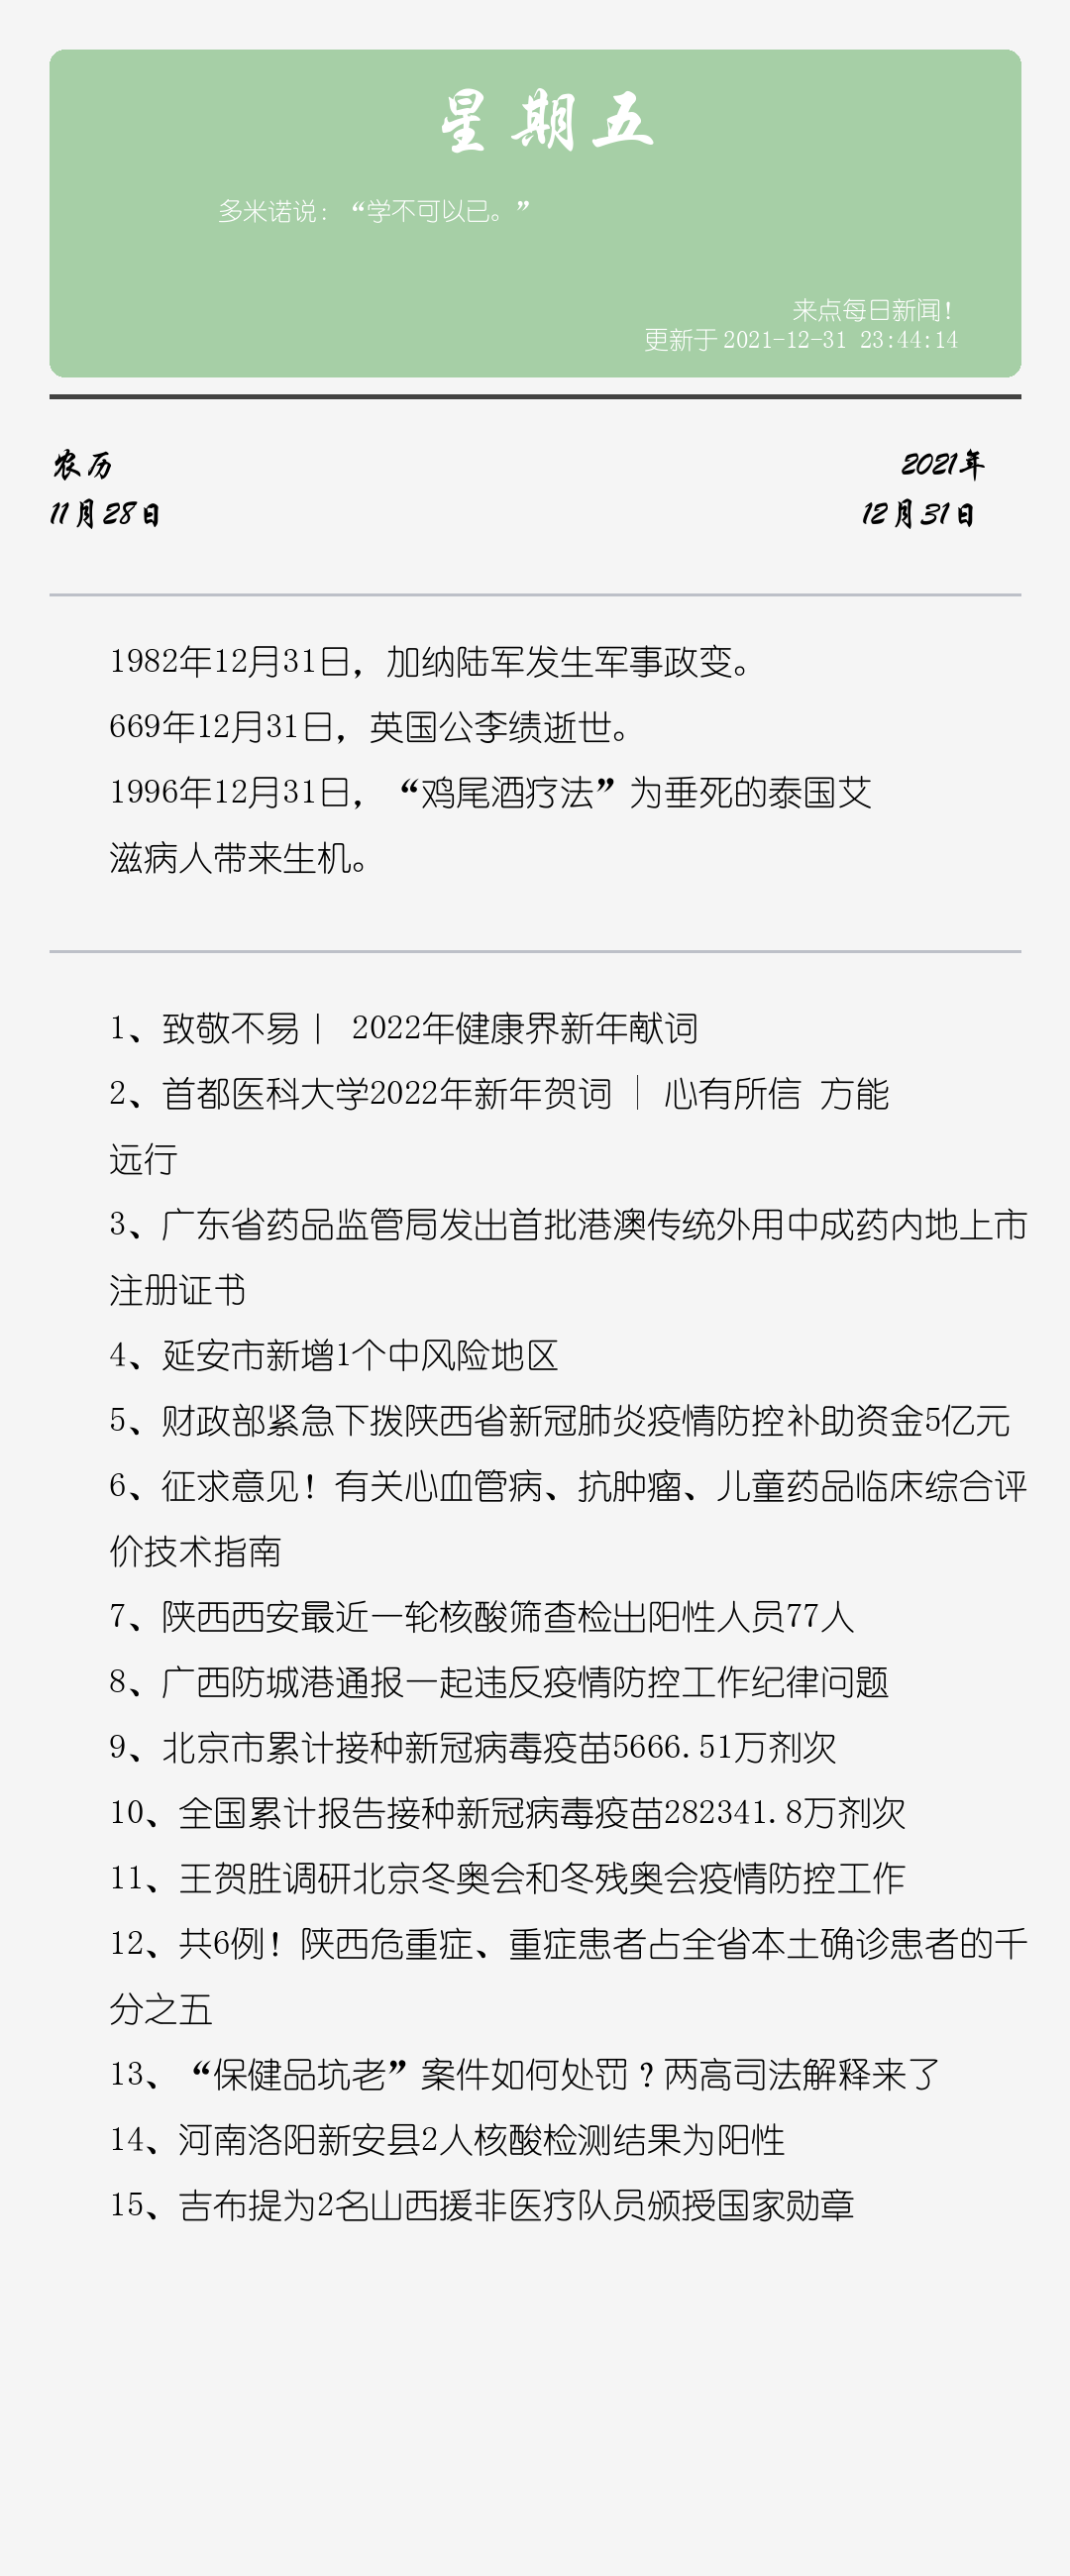 星期五
多米诺说：“学不可以已。”
来点每日新闻！
更新于 2021-12-31 23:44:14
农历
2021年
11月28日
12月31日
1982年12月31日，加纳陆军发生军事政变。
669年12月31日，英国公李绩逝世。
1996年12月31日，“鸡尾酒疗法”为垂死的泰国艾
滋病人带来生机。
1、致敬不易丨 2022年健康界新年献词
2、首都医科大学2022年新年贺词 │ 心有所信 方能
远行
3、广东省药品监管局发出首批港澳传统外用中成药内地上市
注册证书
4、延安市新增1个中风险地区
5、财政部紧急下拨陕西省新冠肺炎疫情防控补助资金5亿元
6、征求意见！有关心血管病、抗肿瘤、儿童药品临床综合评
价技术指南
7、陕西西安最近一轮核酸筛查检出阳性人员77人
8、广西防城港通报一起违反疫情防控工作纪律问题
9、北京市累计接种新冠病毒疫苗5666.51万剂次
10、全国累计报告接种新冠病毒疫苗282341.8万剂次
11、王贺胜调研北京冬奥会和冬残奥会疫情防控工作
12、共6例！陕西危重症、重症患者占全省本土确诊患者的千
分之五
13、“保健品坑老”案件如何处罚？两高司法解释来了
14、河南洛阳新安县2人核酸检测结果为阳性
15、吉布提为2名山西援非医疗队员颁授国家勋章